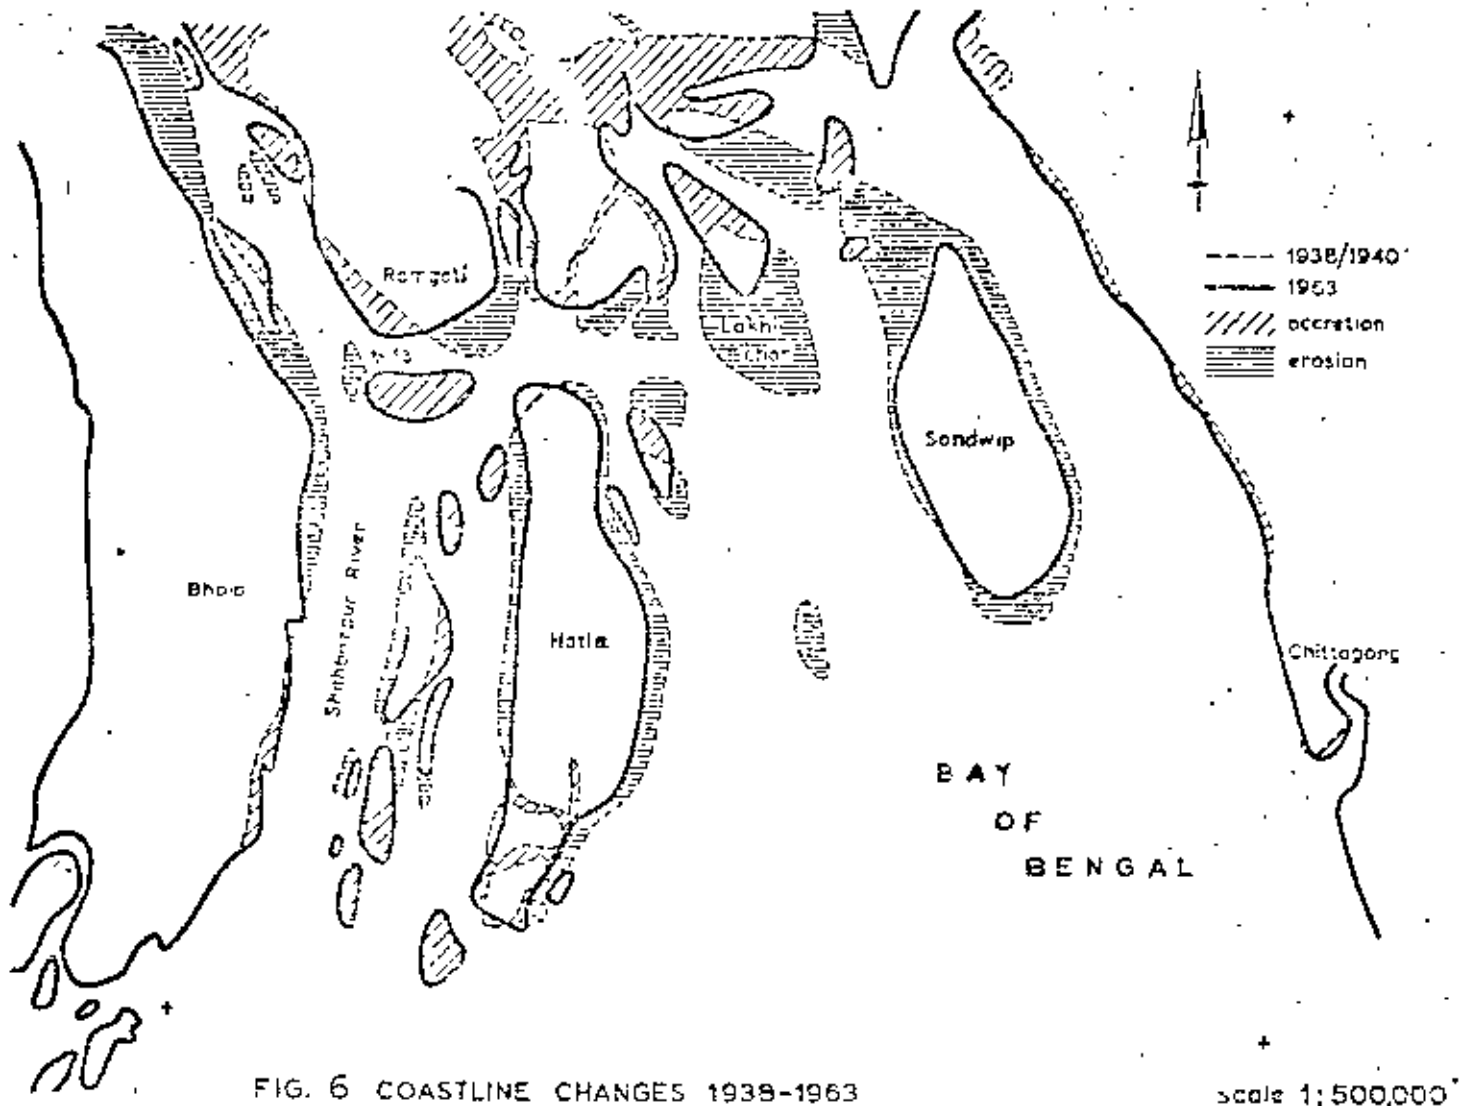 Ramgati
1938/1940
1963
accretion
erosion
Lakhi
Char
Sandwip
Shahbazpur River
Bhola
Hatia
Chittagong
BAY
OF
BENGAL
FIG. 6 COASTLINE CHANGES 1938-1963
scale 1:500,000